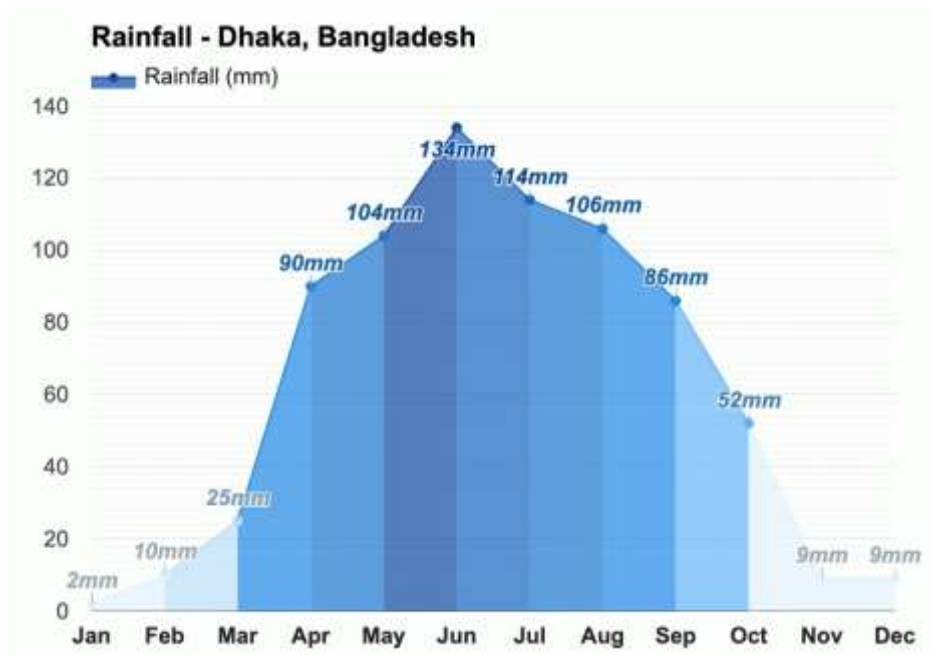 Rainfall - Dhaka, Bangladesh
Rainfall (mm)
140
120
100
80
60
40
20
0
2mm
10mm
25mm
90mm
104mm
134mm
114mm
106mm
86mm
52mm
9mm
9mm
Jan Feb Mar Apr May Jun Jul Aug Sep Oct Nov Dec